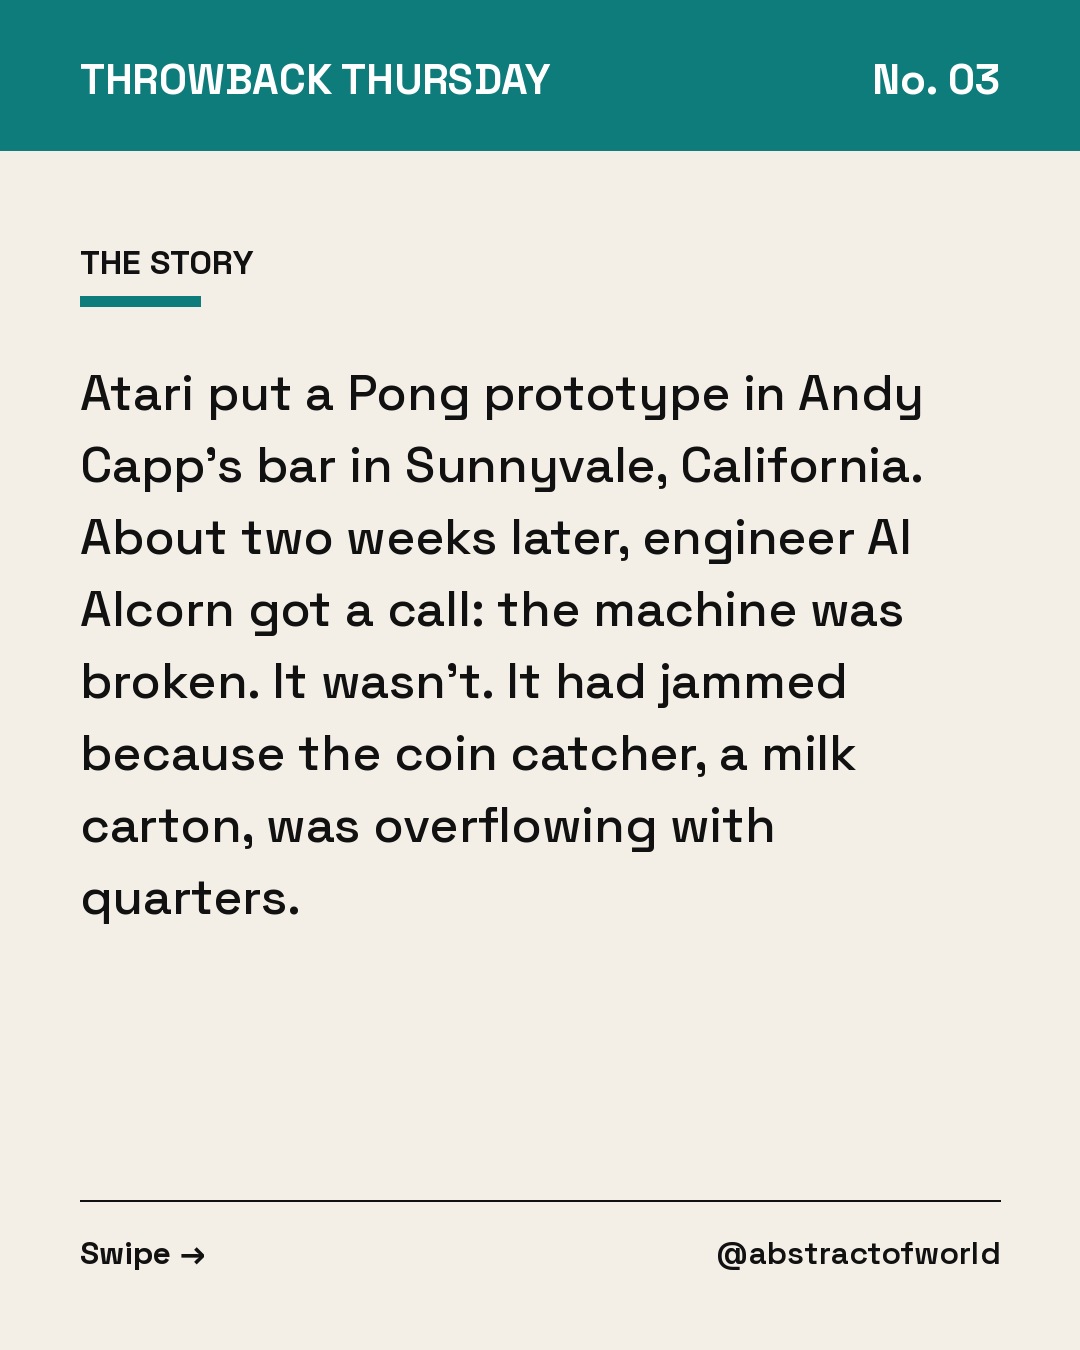 THROWBACK THURSDAY
No. 03
THE STORY
Atari put a Pong prototype in Andy
Capp’s bar in Sunnyvale, California.
About two weeks later, engineer Al
Alcorn got a call: the machine was
broken. It wasn’t. It had jammed
because the coin catcher, a milk
carton, was overflowing with
quarters.
Swipe →
@abstractofworld